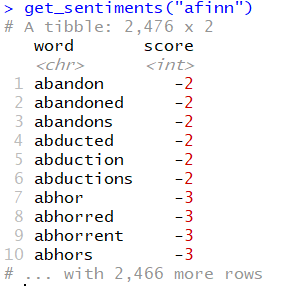 > get_sentiments("afinn")
# A tibble: 2,476 x 2
word score
<chr> <int>
1 abandon -2
2 abandoned -2
3 abandons -2
4 abducted -2
5 abduction -2
6 abductions -2
7 abhor -3
8 abhorred -3
9 abhorrent -3
10 abhors -3
# ... with 2,466 more rows